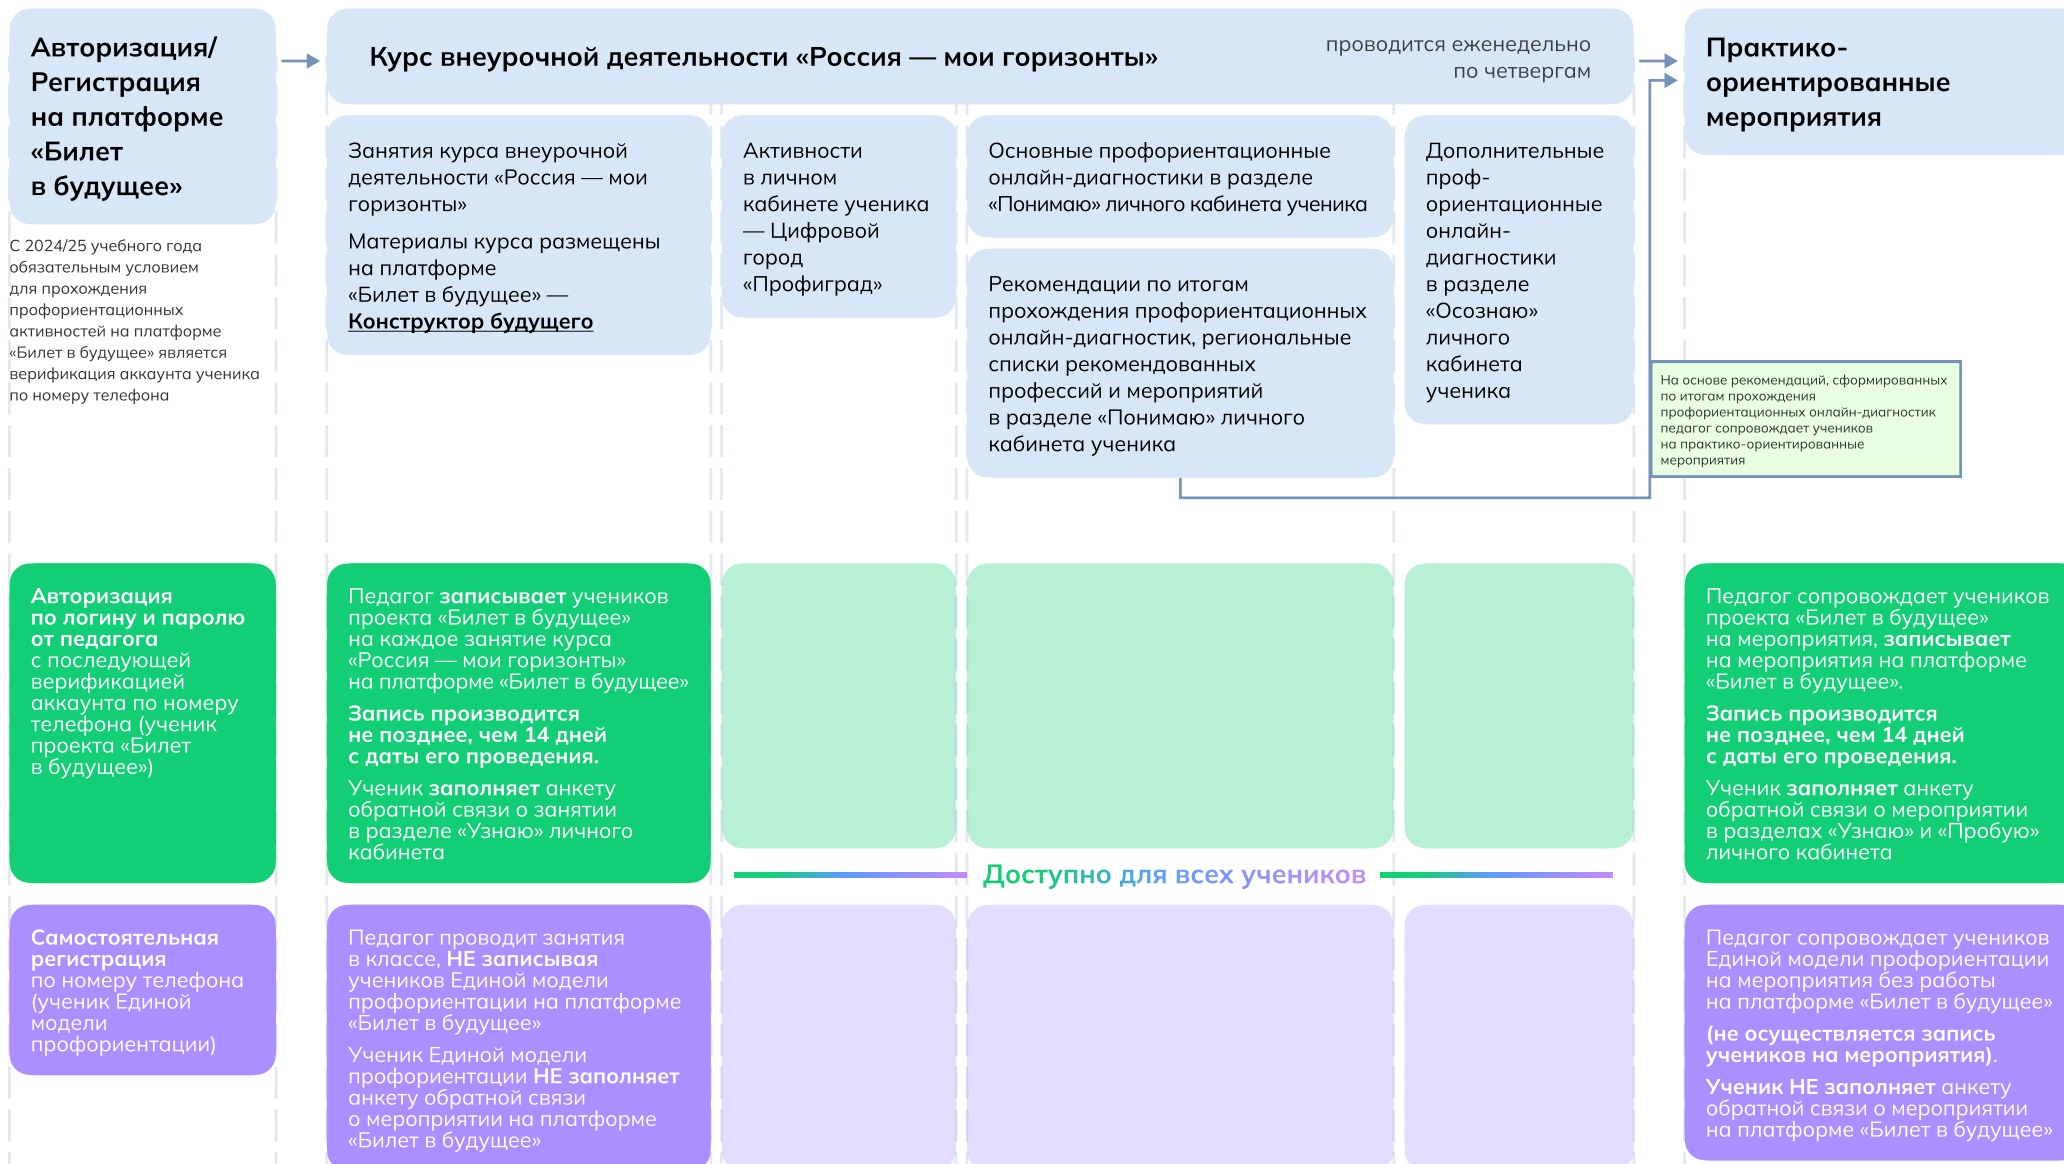 Авторизация/
Регистрация
на платформе
«Билет
в будущее»
С 2024/25 учебного года
обязательным условием
для прохождения
профориентационных
активностей на платформе
«Билет в будущее» является
верификация аккаунта ученика
по номеру телефона
Курс внеурочной деятельности «Россия — мои горизонты»
проводится еженедельно
по четвергам
Занятия курса внеурочной
деятельности «Россия — мои
горизонты»
Материалы курса размещены
на платформе
«Билет в будущее» —
Конструктор будущего
Активности
в личном
кабинете ученика
— Цифровой
город
«Профиград»
Основные профориентационные
онлайн-диагностики в разделе
«Понимаю» личного кабинета ученика
Рекомендации по итогам
прохождения профориентационных
онлайн-диагностик, региональные
списки рекомендованных
профессий и мероприятий
в разделе «Понимаю» личного
кабинета ученика
Дополнительные
проф-
ориентационные
онлайн-
диагностики
в разделе
«Осознаю»
личного
кабинета
ученика
Практико-
ориентированные
мероприятия
На основе рекомендаций, сформированных
по итогам прохождения
профориентационных онлайн-диагностик
педагог сопровождает учеников
на практико-ориентированные
мероприятия
Авторизация
по логину и паролю
от педагога
с последующей
верификацией
аккаунта по номеру
телефона (ученик
проекта «Билет
в будущее»)
Педагог записывает учеников
проекта «Билет в будущее»
на каждое занятие курса
«Россия — мои горизонты»
на платформе «Билет в будущее»
Запись производится
не позднее, чем 14 дней
с даты его проведения.
Ученик заполняет анкету
обратной связи о занятии
в разделе «Узнаю» личного
кабинета
Педагог сопровождает учеников
проекта «Билет в будущее»
на мероприятия, записывает
на мероприятия на платформе
«Билет в будущее».
Запись производится
не позднее, чем 14 дней
с даты его проведения.
Ученик заполняет анкету
обратной связи о мероприятии
в разделах «Узнаю» и «Пробую»
личного кабинета
Доступно для всех учеников
Самостоятельная
регистрация
по номеру телефона
(ученик Единой
модели
профориентации)
Педагог проводит занятия
в классе, НЕ записывая
учеников Единой модели
профориентации на платформе
«Билет в будущее»
Ученик Единой модели
профориентации НЕ заполняет
анкету обратной связи
о мероприятии на платформе
«Билет в будущее»
Педагог сопровождает учеников
Единой модели профориентации
на мероприятия без работы
на платформе «Билет в будущее»
(не осуществляется запись
учеников на мероприятия).
Ученик НЕ заполняет анкету
обратной связи о мероприятии
на платформе «Билет в будущее»